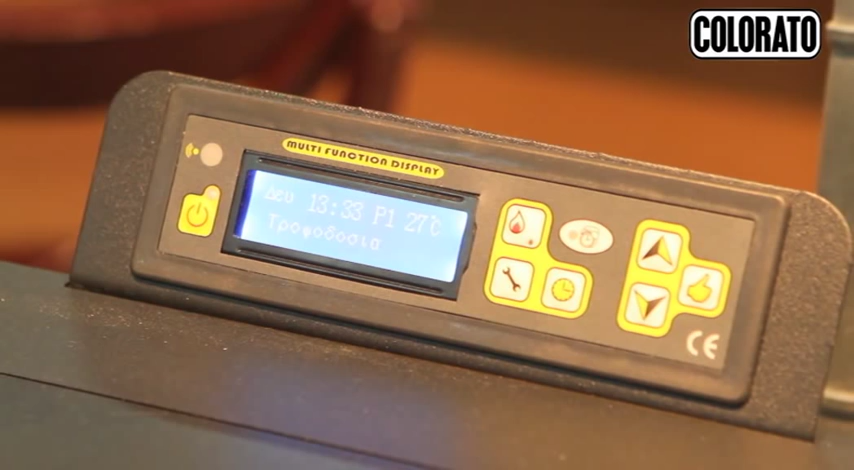 COLORATO
MULTI FUNCTION DISPLAY
Δευ 13:33 P1 27℃
Τροφοδοσια
CE